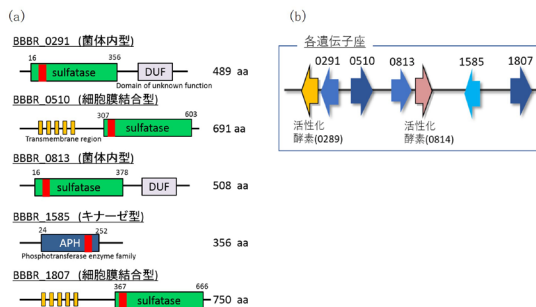 (a)
BBBR_0291 (菌体内型)
16 356
sulfatase DUF 489 aa
Domain of unknown function
BBBR_0510 (細胞膜結合型)
307 603
sulfatase 691 aa
Transmembrane region
BBBR_0813 (菌体内型)
16 378
sulfatase DUF 508 aa
BBBR_1585 (キナーゼ型)
24 252
APH 356 aa
Phosphotransferase enzyme family
BBBR_1807 (細胞膜結合型)
367 666
sulfatase 750 aa
(b)
各遺伝子座
0291 0510 0813 1585 1807
活性化
酵素(0289)
活性化
酵素(0814)